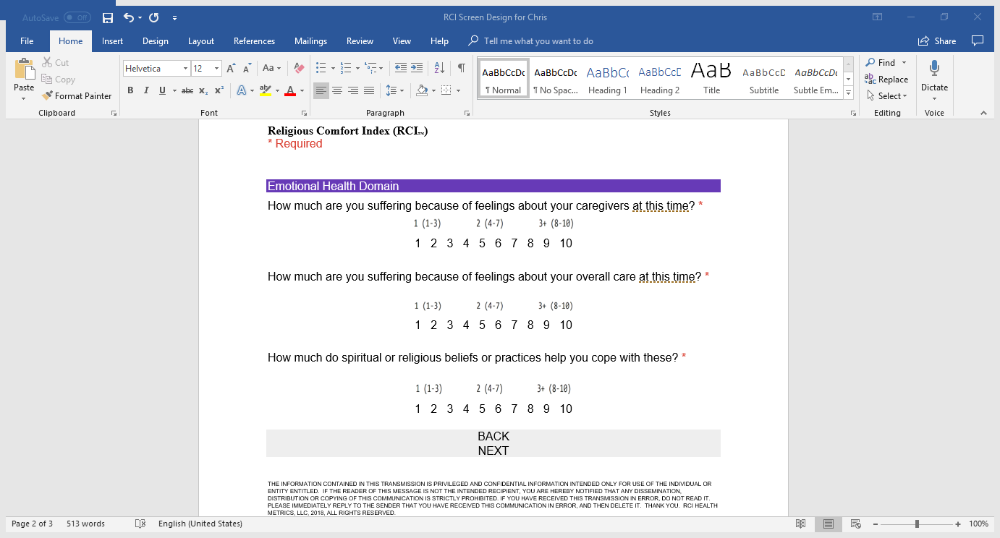 AutoSave Off RCI Screen Design for Chris
File Home Insert Design Layout References Mailings Review View Help Tell me what you want to do Share
Paste
Cut
Copy
Format Painter
Clipboard
Helvetica 12
Font
Paragraph
AaBbCcDc AaBbCcDc AaBbC( AaBbCcC AaB AaBbCcD AaBbCcDc
¶ Normal ¶ No Spac... Heading 1 Heading 2 Title Subtitle Subtle Em...
Styles
Find
Replace
Select
Editing
Dictate
Voice
Religious Comfort Index (RCI™)
* Required
Emotional Health Domain
How much are you suffering because of feelings about your caregivers at this time? *
1 (1-3) 2 (4-7) 3+ (8-10)
1 2 3 4 5 6 7 8 9 10
How much are you suffering because of feelings about your overall care at this time? *
1 (1-3) 2 (4-7) 3+ (8-10)
1 2 3 4 5 6 7 8 9 10
How much do spiritual or religious beliefs or practices help you cope with these? *
1 (1-3) 2 (4-7) 3+ (8-10)
1 2 3 4 5 6 7 8 9 10
BACK
NEXT
THE INFORMATION CONTAINED IN THIS TRANSMISSION IS PRIVILEGED AND CONFIDENTIAL INFORMATION INTENDED ONLY FOR USE OF THE INDIVIDUAL OR
ENTITY ENTITLED. IF THE READER OF THIS MESSAGE IS NOT THE INTENDED RECIPIENT, YOU ARE HEREBY NOTIFIED THAT ANY DISSEMINATION,
DISTRIBUTION OR COPYING OF THIS COMMUNICATION IS STRICTLY PROHIBITED. IF YOU HAVE RECEIVED THIS TRANSMISSION IN ERROR, DO NOT READ IT.
PLEASE IMMEDIATELY REPLY TO THE SENDER THAT YOU HAVE RECEIVED THIS COMMUNICATION IN ERROR, AND THEN DELETE IT. THANK YOU. RCI HEALTH
METRICS, LLC, 2018, ALL RIGHTS RESERVED.
Page 2 of 3 513 words English (United States) 100%